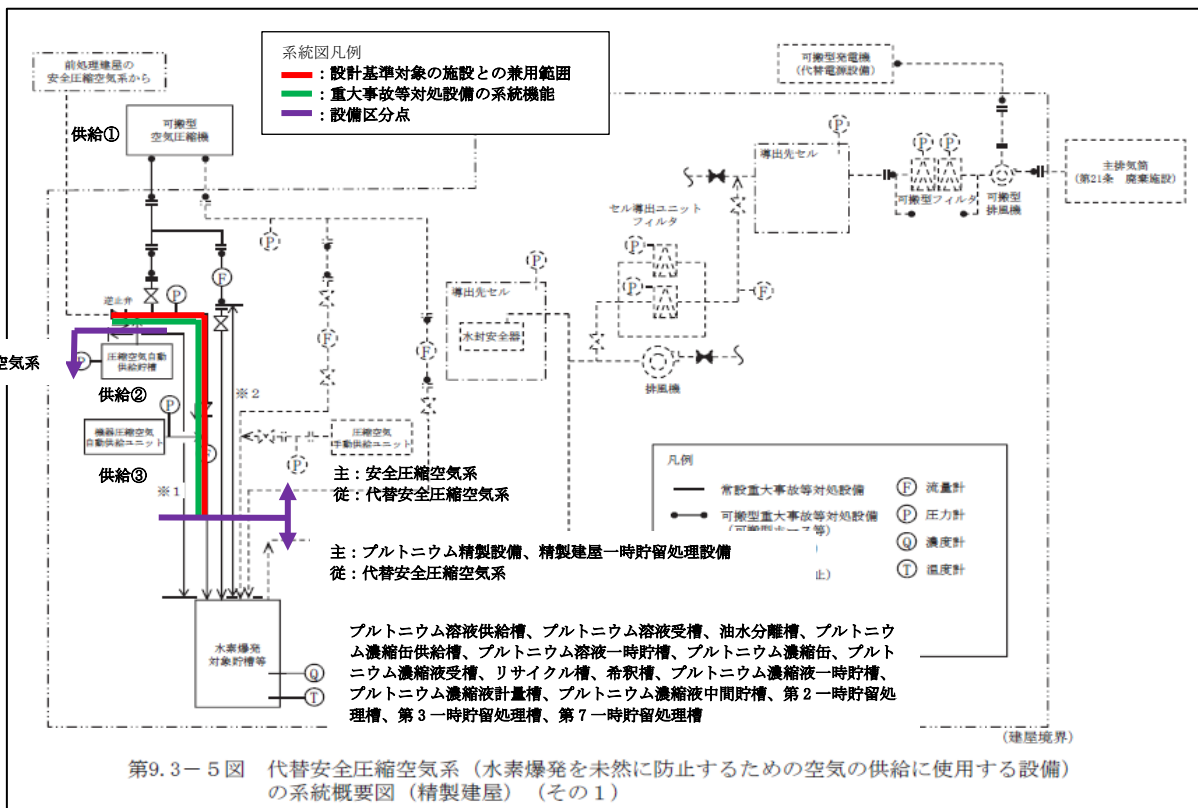 系統図凡例
：設計基準対象の施設との兼用範囲
：重大事故等対処設備の系統機能
：設備区分点
前処理建屋の
安全圧縮空気系から
供給①
可搬型
空気圧縮機
可搬型発電機
（代替電源設備）
P
導出先セル
P P
可搬型フィルタ
可搬型
排風機
主排気筒
(第21条 廃棄施設)
セル導出ユニット
フィルタ
P
P
F
P
導出先セル
水封安全器
排風機
P
F
逆止弁
P
空気系
P
圧縮空気自動
供給貯槽
供給②
P
機器圧縮空気
自動供給ユニット
F
供給③
※1
※2
F
F
圧縮空気
手動供給ユニット
P
主：安全圧縮空気系
従：代替安全圧縮空気系
主：プルトニウム精製設備、精製建屋一時貯留処理設備
従：代替安全圧縮空気系
凡例
常設重大事故等対処設備
可搬型重大事故等対処設備
（可搬型ホース等）
止）
F 流量計
P 圧力計
Q 濃度計
T 温度計
水素爆発
対象貯槽等
Q
T
プルトニウム溶液供給槽、プルトニウム溶液受槽、油水分離槽、プルトニウ
ム濃縮缶供給槽、プルトニウム溶液一時貯槽、プルトニウム濃縮缶、プルト
ニウム濃縮液受槽、リサイクル槽、希釈槽、プルトニウム濃縮液一時貯槽、
プルトニウム濃縮液計量槽、プルトニウム濃縮液中間貯槽、第２一時貯留処
理槽、第３一時貯留処理槽、第７一時貯留処理槽
(建屋境界)
第9.3－5図 代替安全圧縮空気系（水素爆発を未然に防止するための空気の供給に使用する設備）
の系統概要図（精製建屋）（その１）